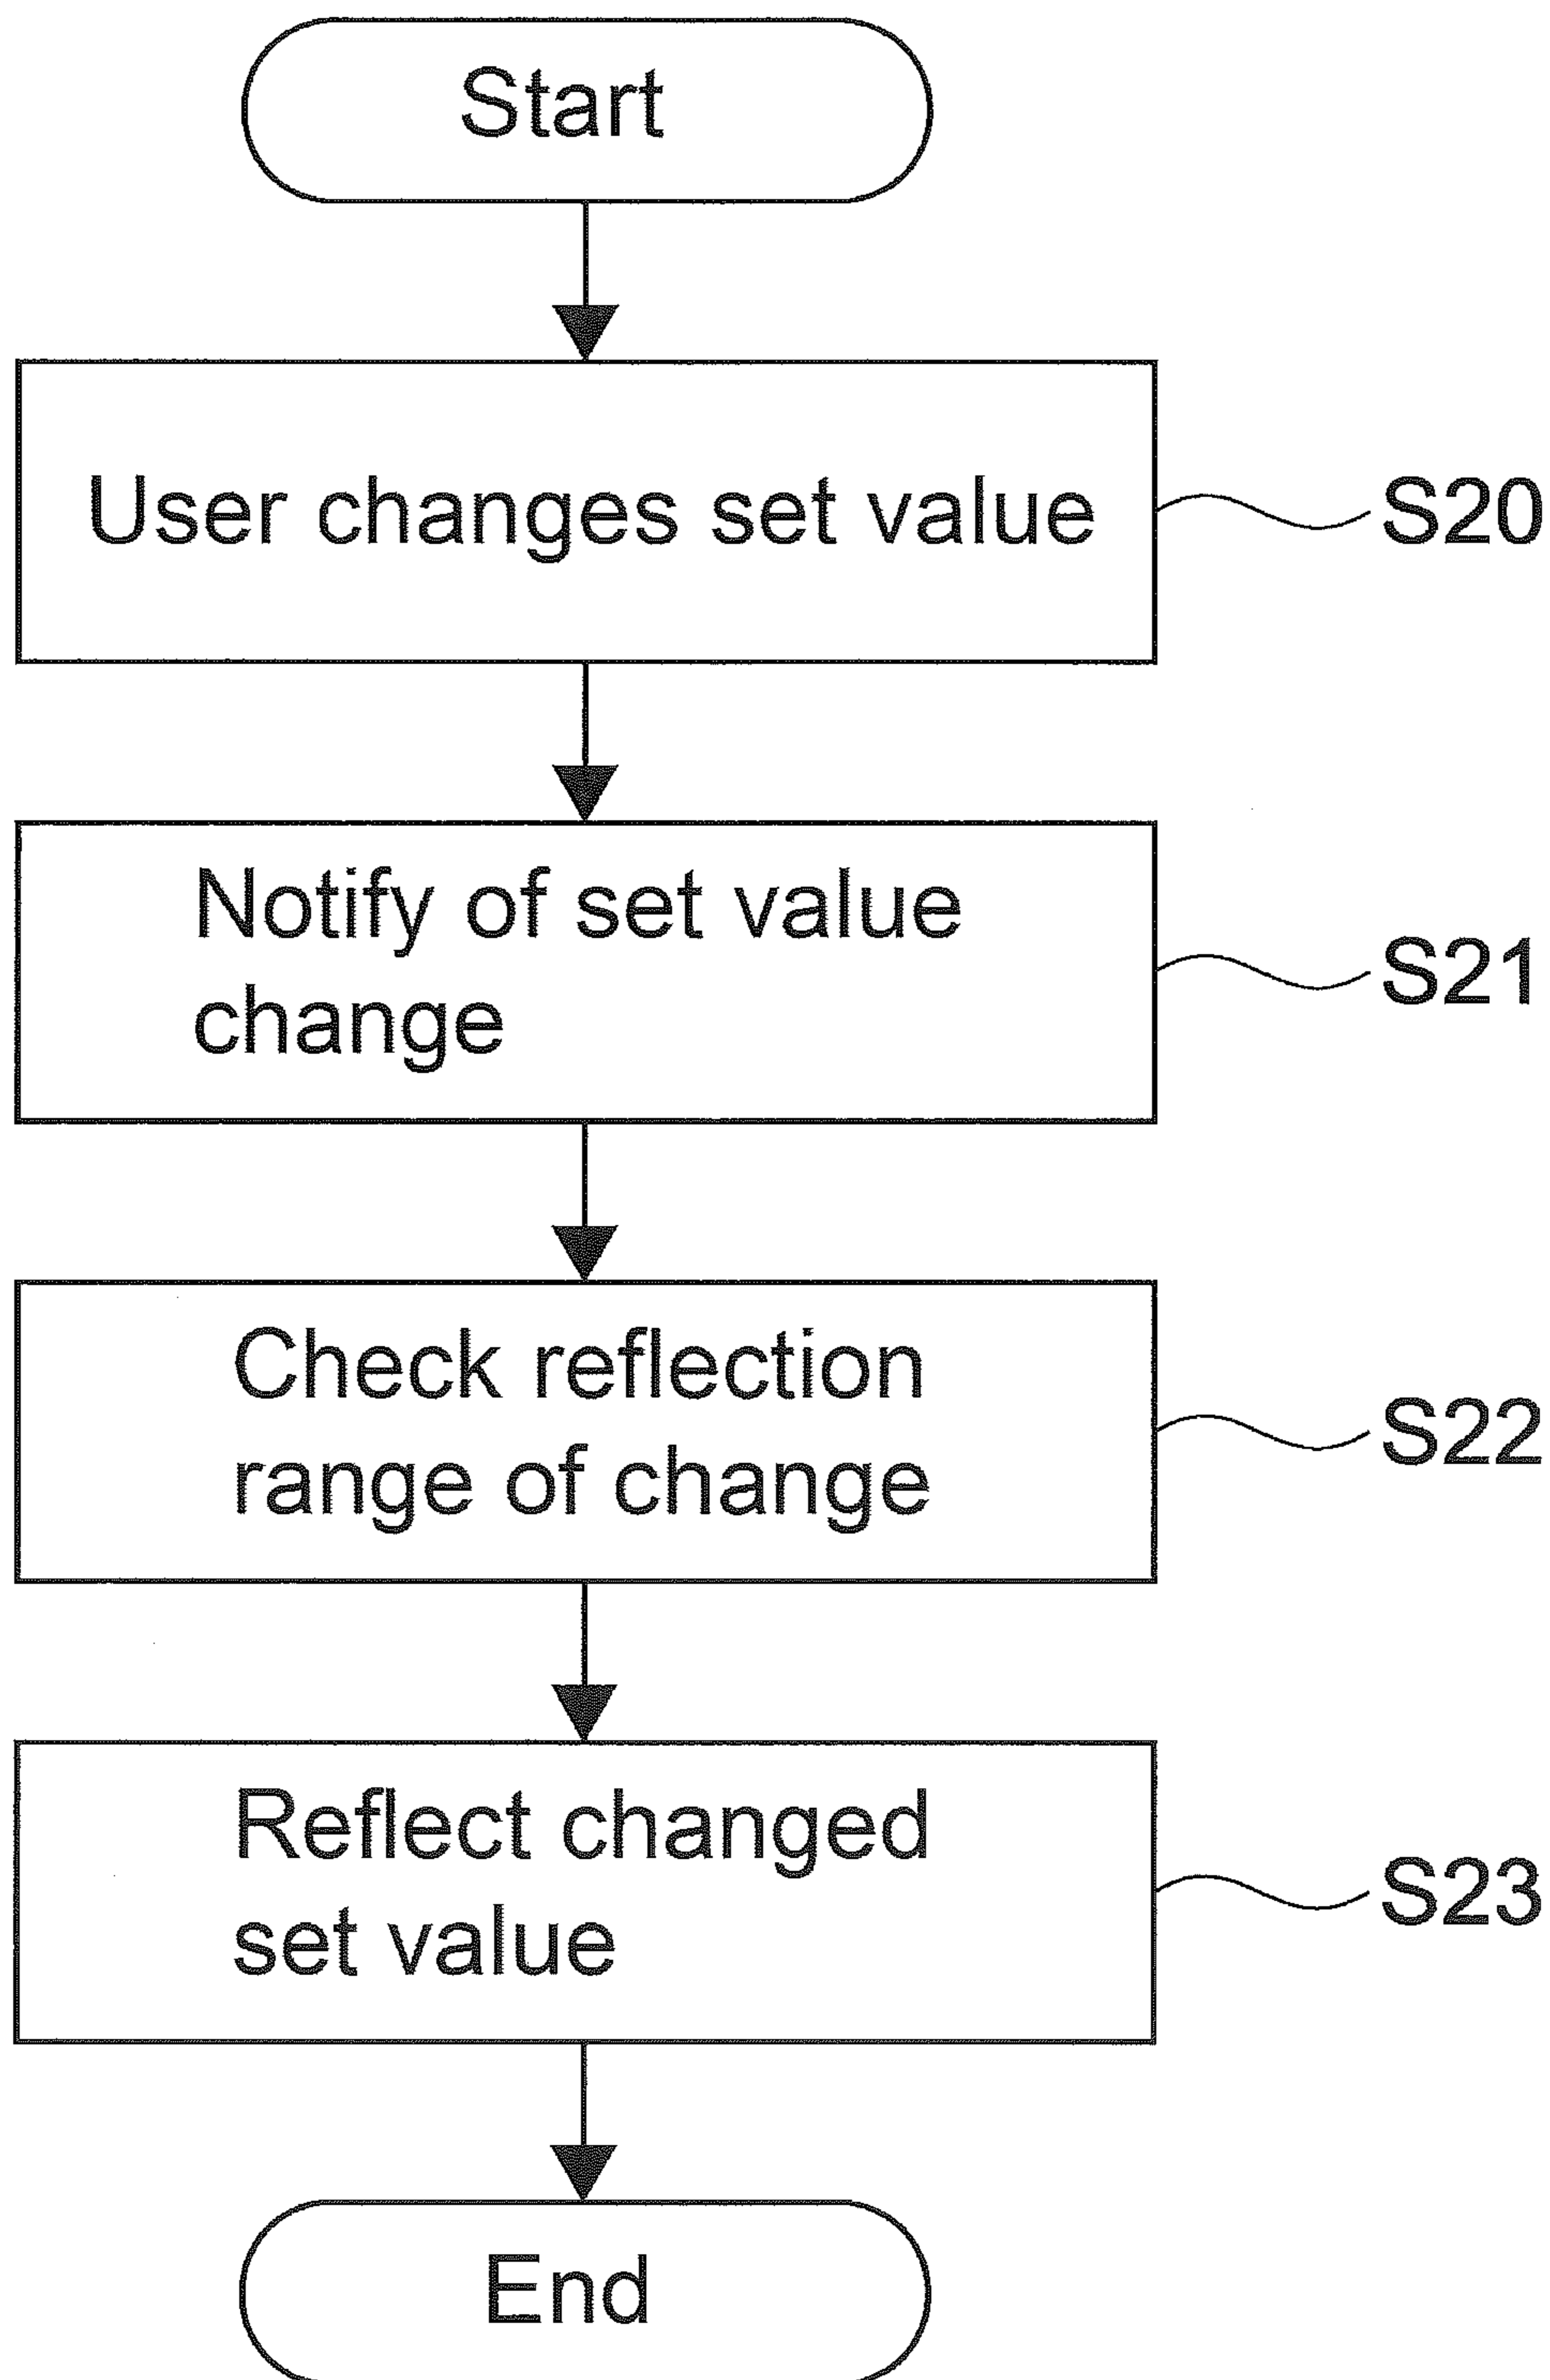 Start
User changes set value
S20
Notify of set value
change
S21
Check reflection
range of change
S22
Reflect changed
set value
S23
End